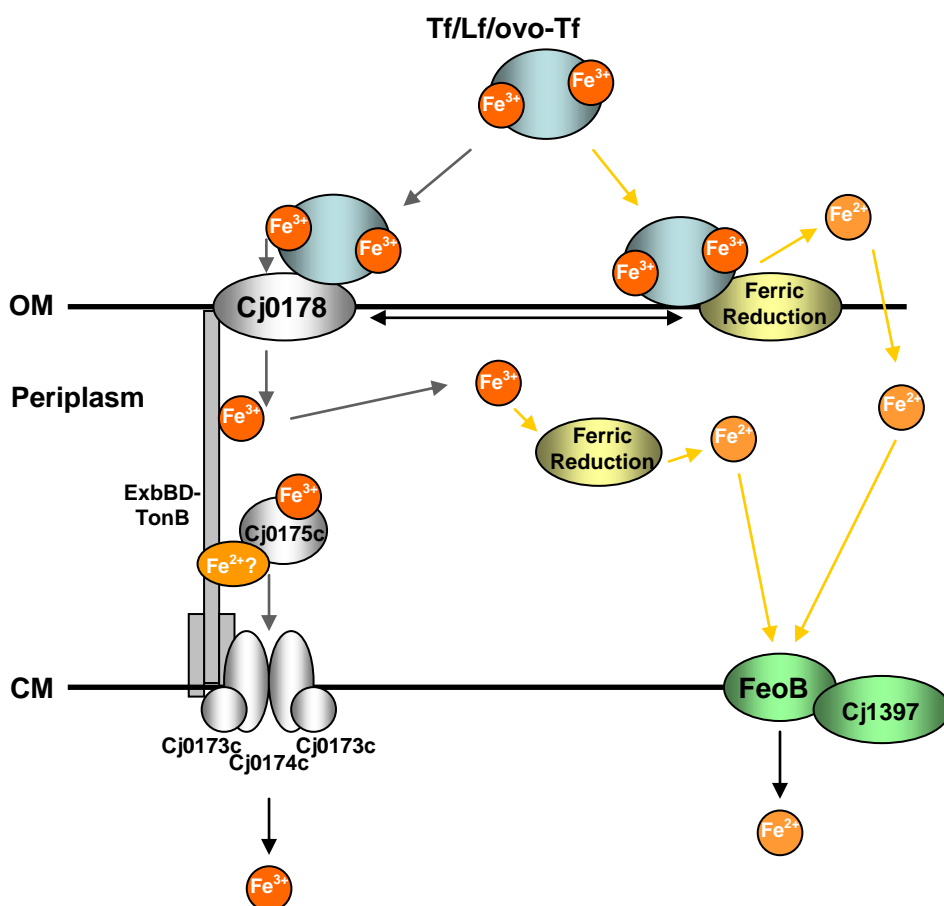 Tf/Lf/ovo-Tf
Fe3+
Fe3+
Fe3+
Fe3+
Fe3+
Fe3+
Fe2+
OM
Cj0178
Ferric
Reduction
Periplasm
Fe3+
Fe3+
Ferric
Reduction
Fe2+
Fe2+
ExbBD-
TonB
Fe3+
Cj0175c
Fe2+?
CM
FeoB
Cj1397
Cj0173c
Cj0174c
Cj0173c
Fe2+
Fe3+